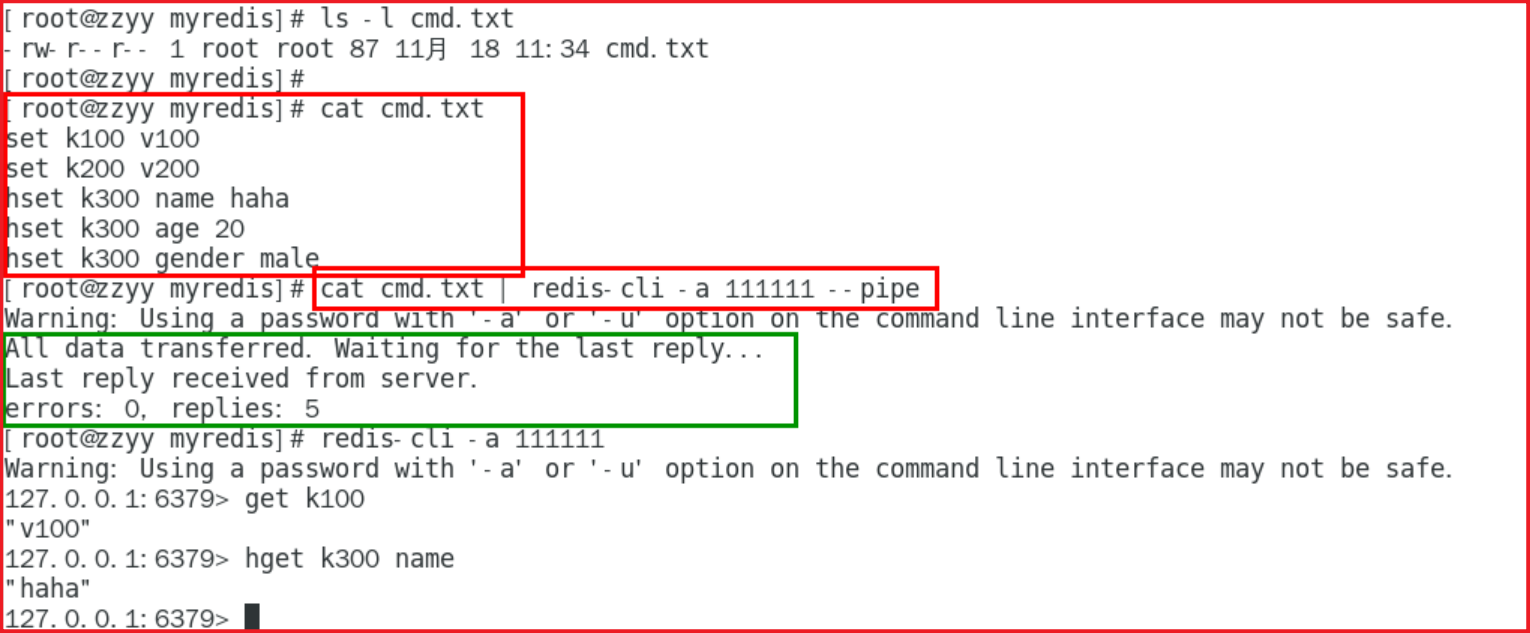 [root@zzyy myredis]# ls -l cmd.txt
-rw-r--r-- 1 root root 87 11月 18 11:34 cmd.txt
[root@zzyy myredis]#
[root@zzyy myredis]# cat cmd.txt
set k100 v100
set k200 v200
hset k300 name haha
hset k300 age 20
hset k300 gender male
[root@zzyy myredis]# cat cmd.txt | redis-cli -a 111111 --pipe
Warning: Using a password with '-a' or '-u' option on the command line interface may not be safe.
All data transferred. Waiting for the last reply...
Last reply received from server.
errors: 0, replies: 5
[root@zzyy myredis]# redis-cli -a 111111
Warning: Using a password with '-a' or '-u' option on the command line interface may not be safe.
127.0.0.1:6379> get k100
"v100"
127.0.0.1:6379> hget k300 name
"haha"
127.0.0.1:6379>